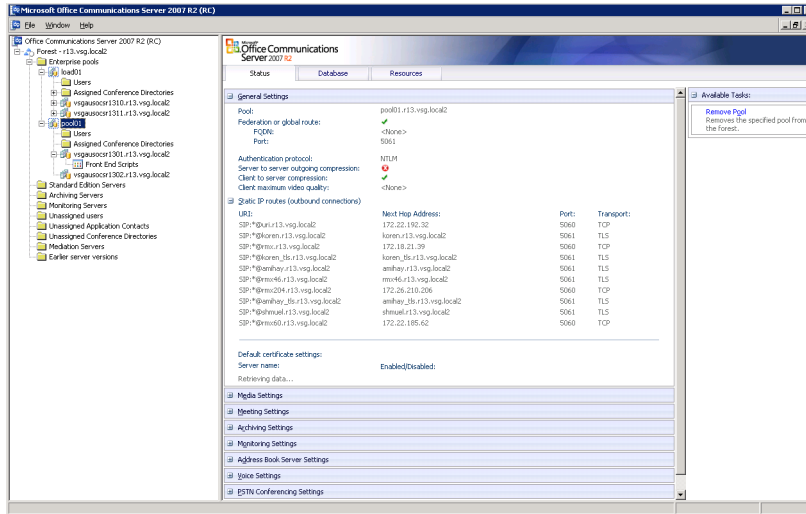 Microsoft Office Communications Server 2007 R2 (RC)
File Window Help
Office Communications Server 2007 R2 (RC)
Forest - r13.vsg.local2
Enterprise pools
load01
Users
Assigned Conference Directories
vsgausocsr1310.r13.vsg.local2
vsgausocsr1311.r13.vsg.local2
pool01
Users
Assigned Conference Directories
vsgausocsr1301.r13.vsg.local2
Front End Scripts
vsgausocsr1302.r13.vsg.local2
Standard Edition Servers
Archiving Servers
Monitoring Servers
Unassigned users
Unassigned Application Contacts
Unassigned Conference Directories
Mediation Servers
Earlier server versions
Microsoft
Office Communications
Server 2007 R2
Status Database Resources
General Settings
Pool: pool01.r13.vsg.local2
Federation or global route:
FQDN: <None>
Port: 5061
Authentication protocol: NTLM
Server to server outgoing compression:
Client to server compression:
Client maximum video quality: <None>
Static IP routes (outbound connections)
URI: Next Hop Address: Port: Transport:
SIP:*@uri.r13.vsg.local2 172.22.192.32 5060 TCP
SIP:*@koren.r13.vsg.local2 koren.r13.vsg.local2 5061 TLS
SIP:*@rmx.r13.vsg.local2 172.18.21.39 5060 TCP
SIP:*@koren_tls.r13.vsg.local2 koren_tls.r13.vsg.local2 5061 TLS
SIP:*@amihay.r13.vsg.local2 amihay.r13.vsg.local2 5061 TLS
SIP:*@rmx46.r13.vsg.local2 rmx46.r13.vsg.local2 5061 TLS
SIP:*@rmx204.r13.vsg.local2 172.26.210.206 5060 TCP
SIP:*@amihay_tls.r13.vsg.local2 amihay_tls.r13.vsg.local2 5061 TLS
SIP:*@shmuel.r13.vsg.local2 shmuel.r13.vsg.local2 5061 TLS
SIP:*@rmx60.r13.vsg.local2 172.22.185.62 5060 TCP
Default certificate settings:
Server name: Enabled/Disabled:
Retrieving data...
Media Settings
Meeting Settings
Archiving Settings
Monitoring Settings
Address Book Server Settings
Voice Settings
PSTN Conferencing Settings
Available Tasks:
Remove Pool
Removes the specified pool from
the forest.